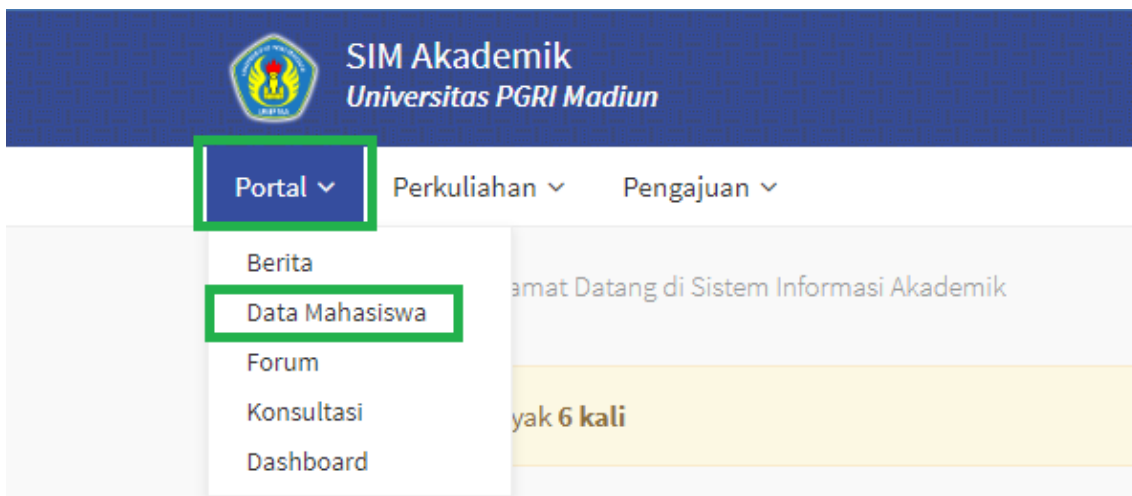 SIM Akademik
Universitas PGRI Madiun
Portal Perkuliahan Pengajuan
Berita
amat Datang di Sistem Informasi Akademik
Data Mahasiswa
Forum
Konsultasi
yak 6 kali
Dashboard